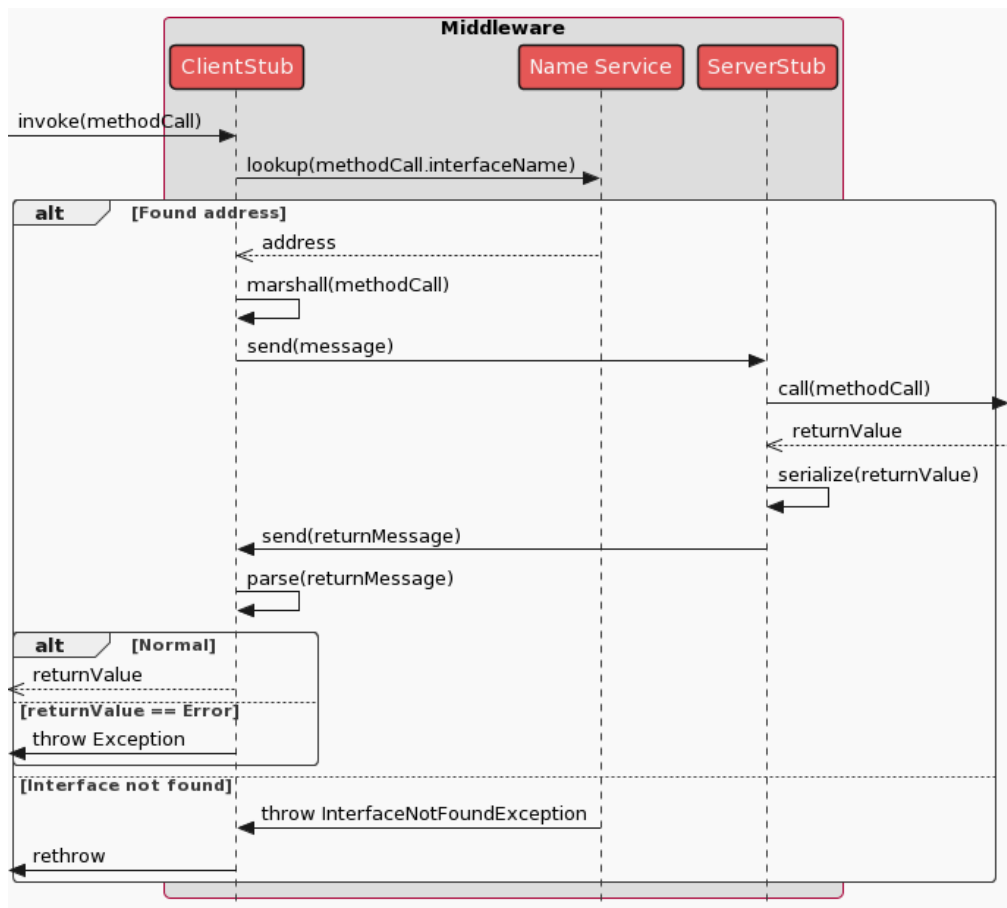 Middleware
ClientStub
Name Service
ServerStub
invoke(methodCall)
lookup(methodCall.interfaceName)
alt
[Found address]
address
marshall(methodCall)
send(message)
call(methodCall)
returnValue
serialize(returnValue)
send(returnMessage)
parse(returnMessage)
alt
[Normal]
returnValue
[returnValue == Error]
throw Exception
[Interface not found]
throw InterfaceNotFoundException
rethrow